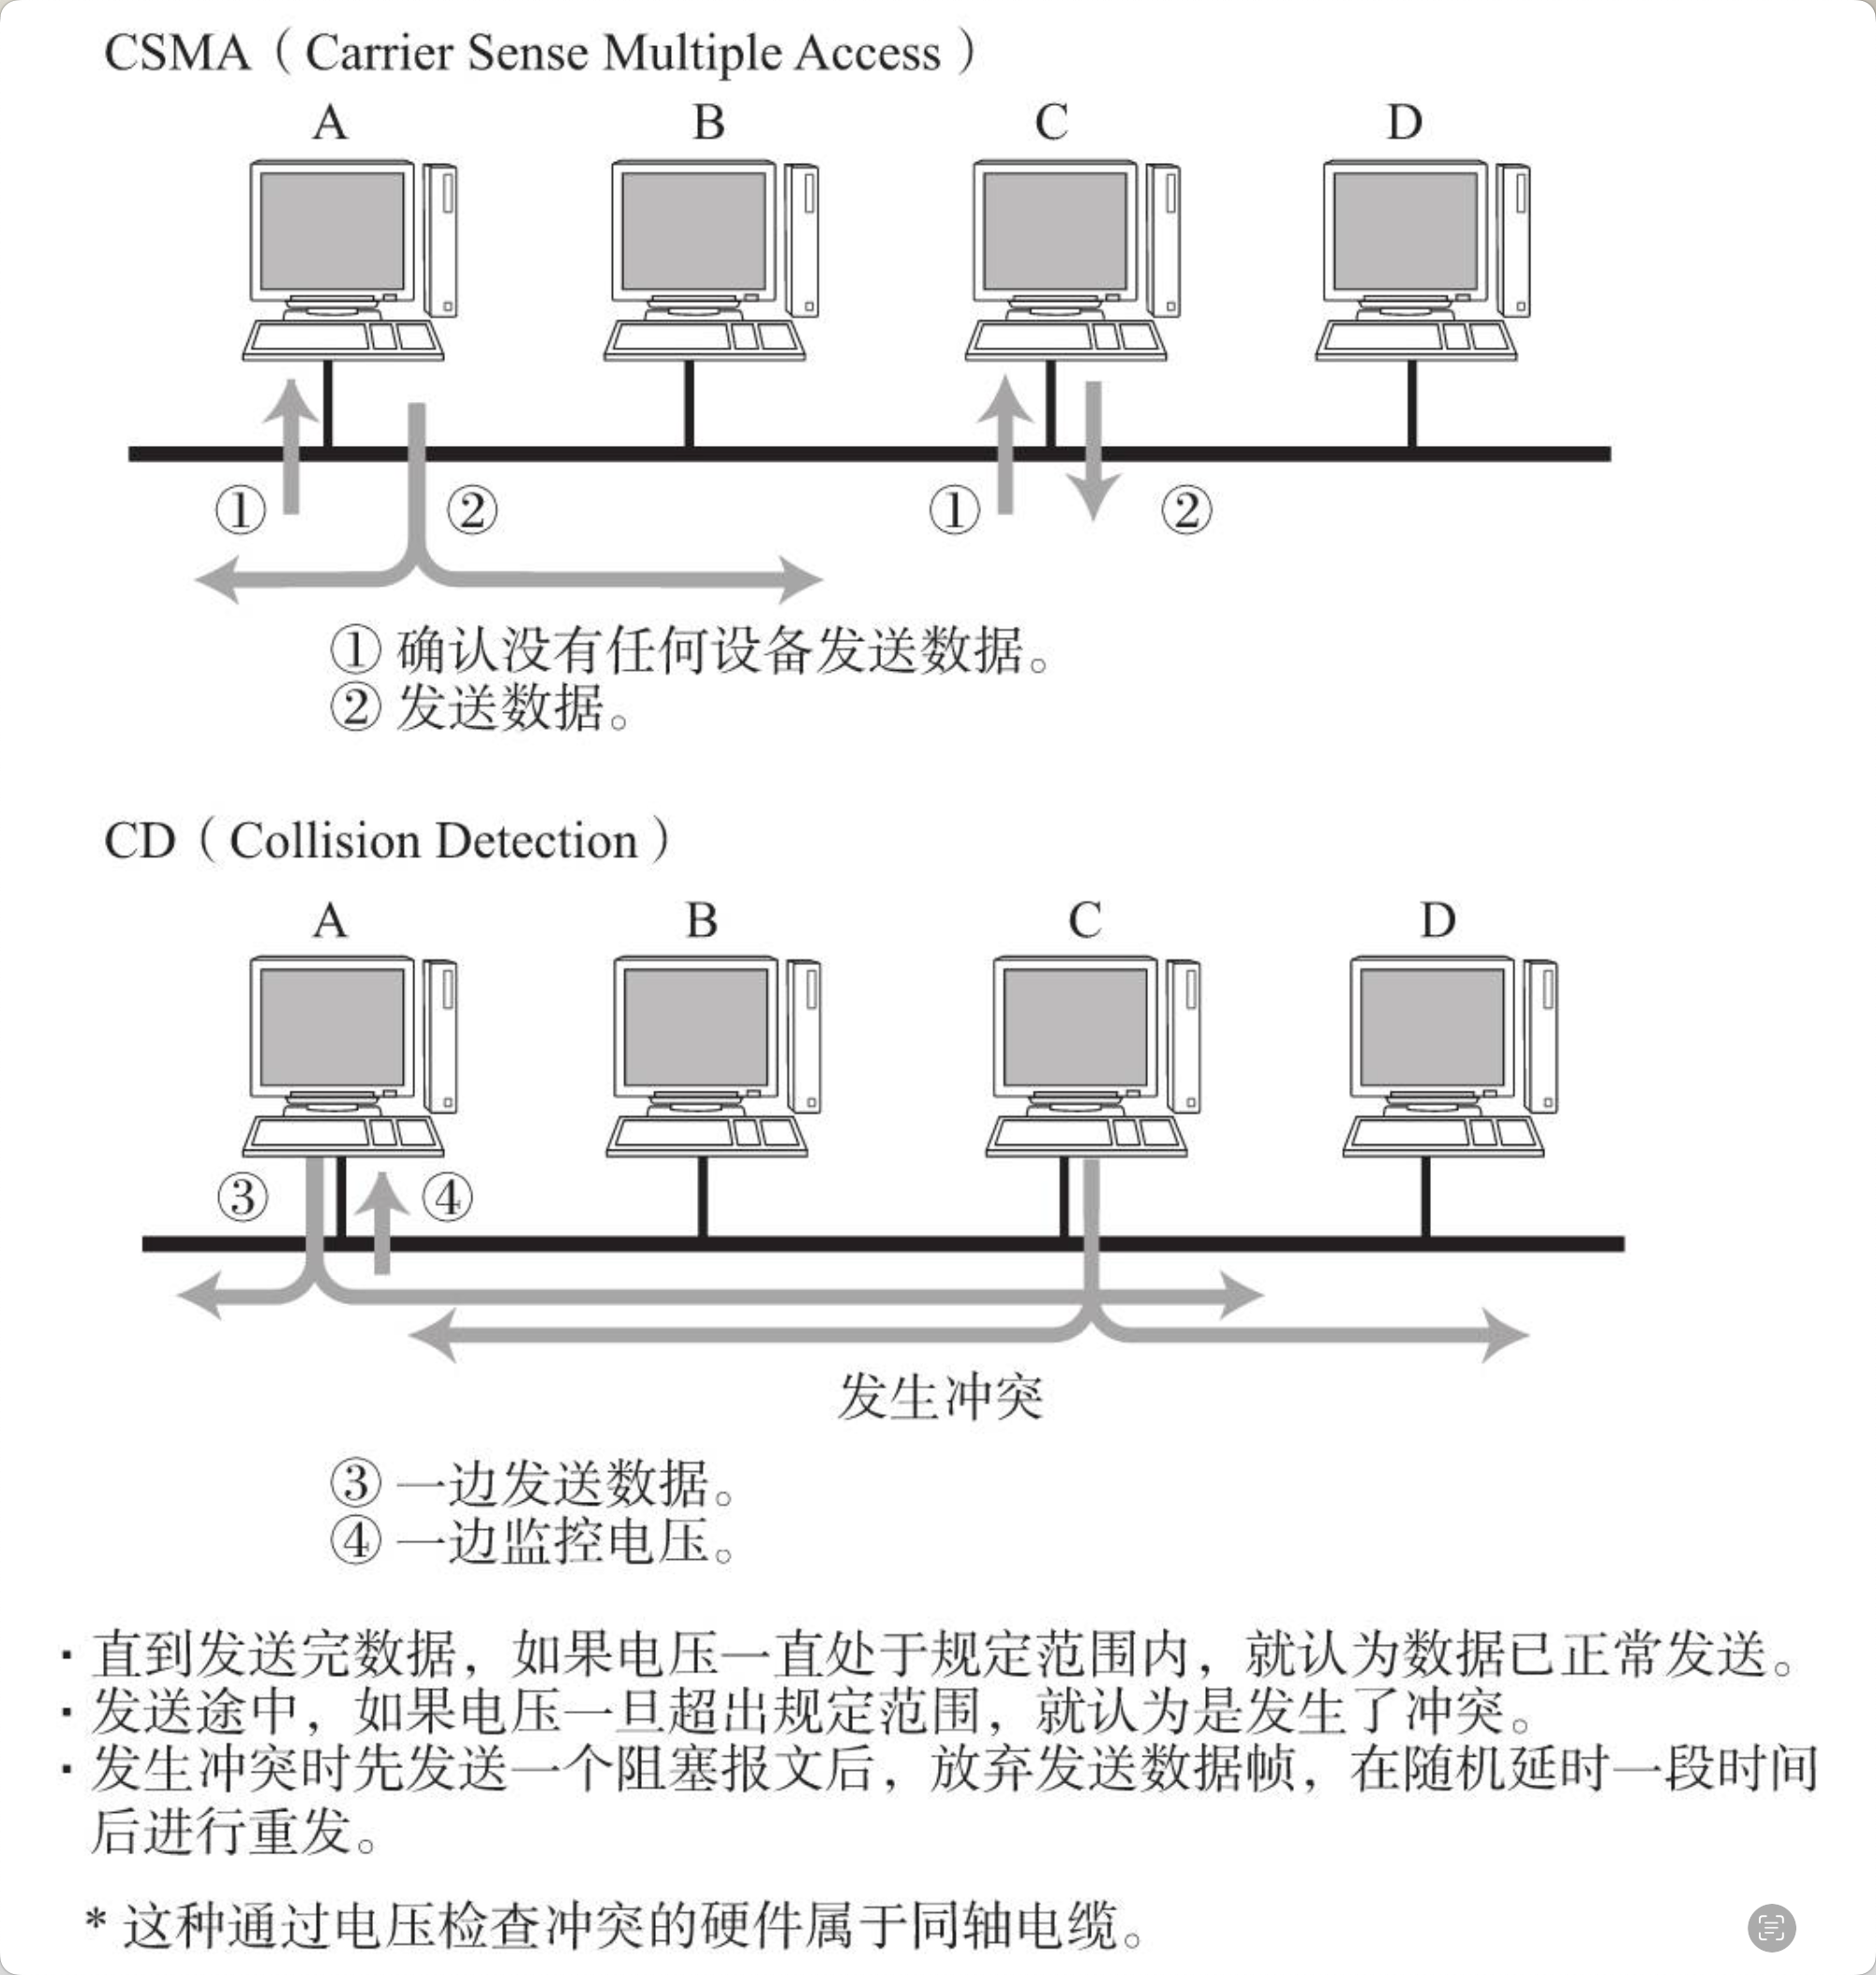 CSMA（Carrier Sense Multiple Access）
A B C D
① ② ① ②
① 确认没有任何设备发送数据。
② 发送数据。
CD（Collision Detection）
A B C D
③ ④
发生冲突
③ 一边发送数据。
④ 一边监控电压。
· 直到发送完数据，如果电压一直处于规定范围内，就认为数据已正常发送。
· 发送途中，如果电压一旦超出规定范围，就认为是发生了冲突。
· 发生冲突时先发送一个阻塞报文后，放弃发送数据帧，在随机延时一段时间
后进行重发。
* 这种通过电压检查冲突的硬件属于同轴电缆。